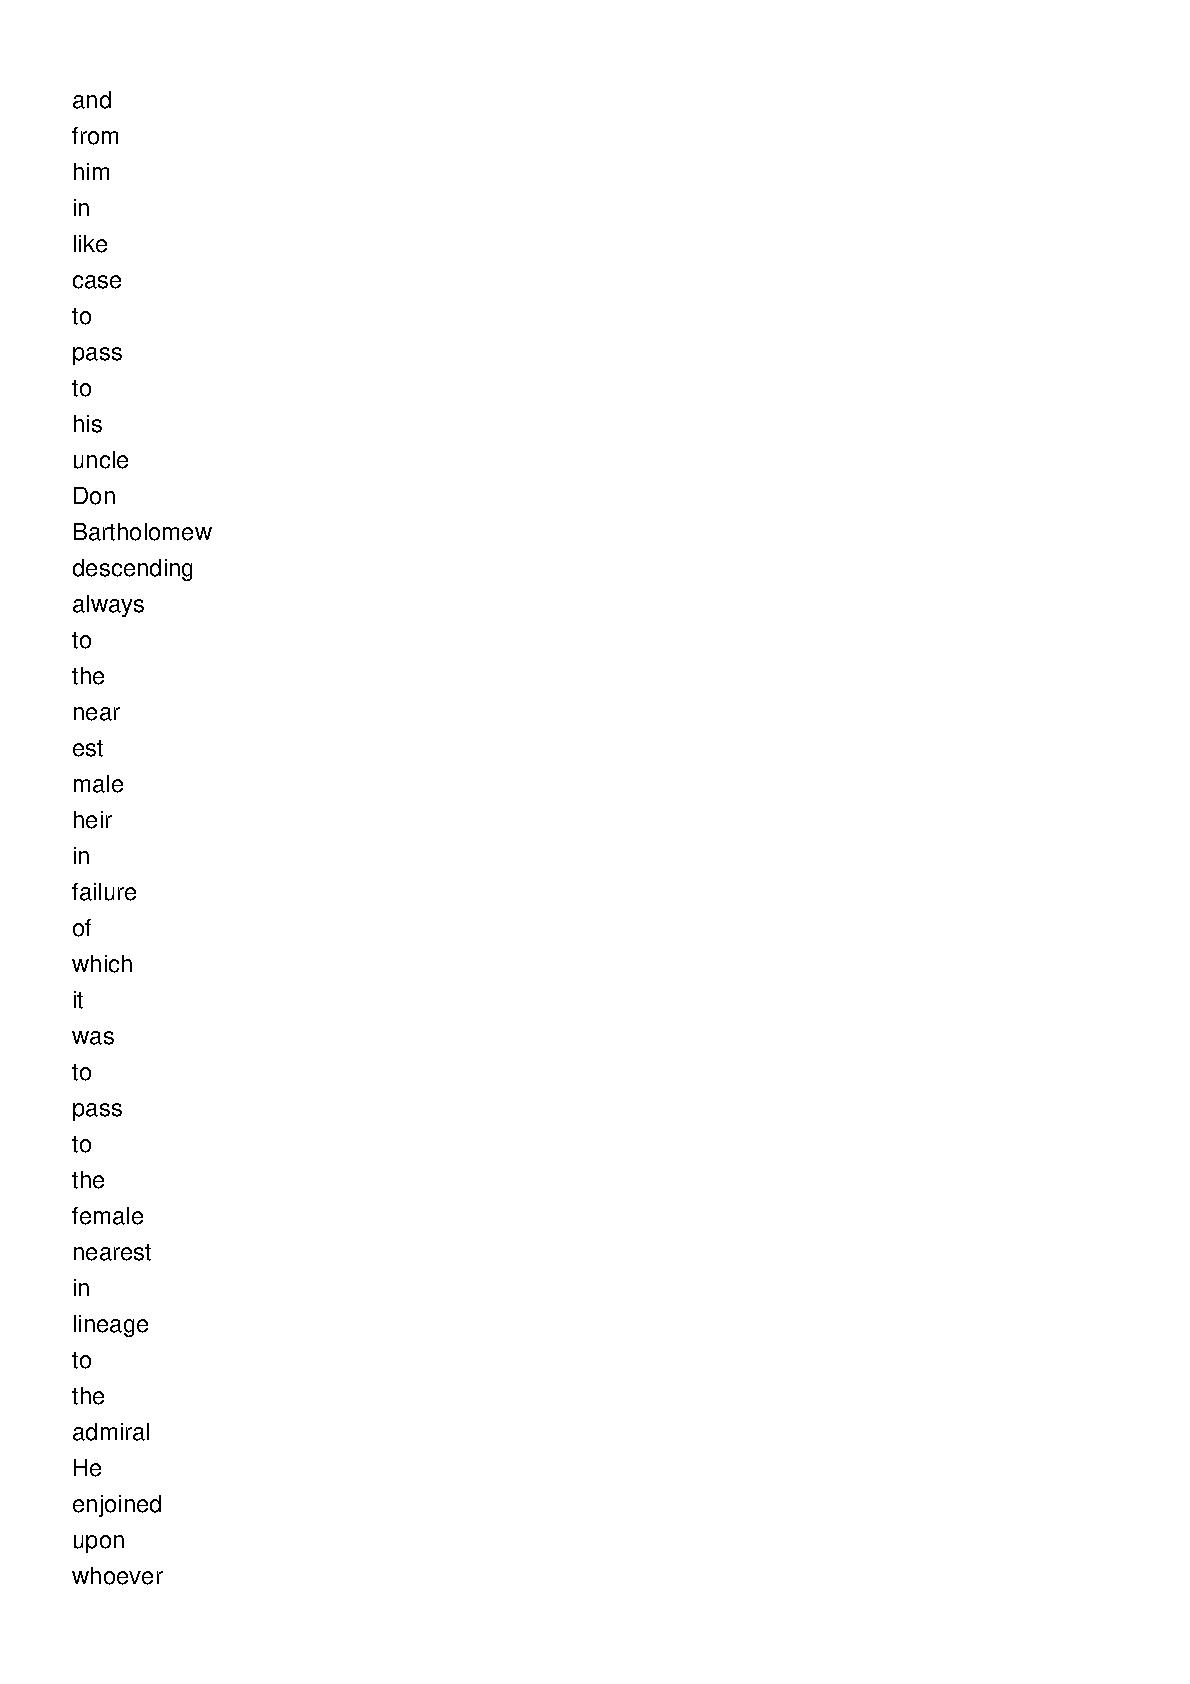 and
from
him
in
like
case
to
pass
to
his
uncle
Don
Bartholomew
descending
always
to
the
near
est
male
heir
in
failure
of
which
it
was
to
pass
to
the
female
nearest
in
lineage
to
the
admiral
He
enjoined
upon
whoever